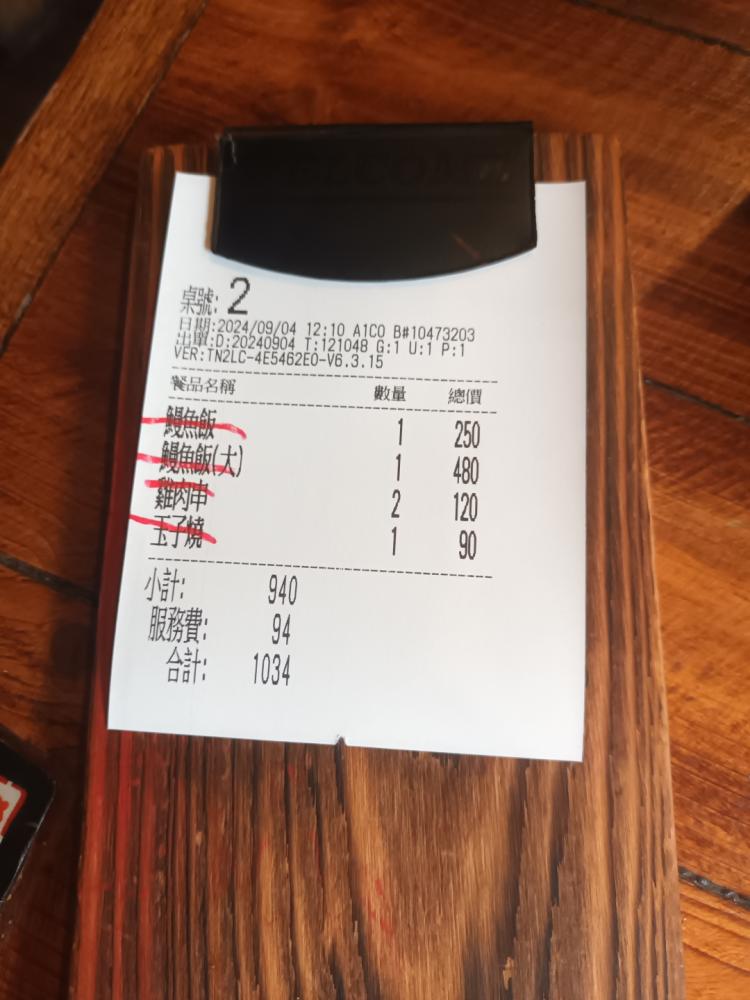 WELCOME
桌號: 2
日期:2024/09/04 12:10 A1C0 B#10473203
出單:D:20240904 T:121048 G:1 U:1 P:1
VER:TN2LC-4E5462E0-V6.3.15
餐品名稱 數量 總價
鰻魚飯 1 250
鰻魚飯(大) 1 480
雞肉串 2 120
玉子燒 1 90
小計: 940
服務費: 94
合計: 1034